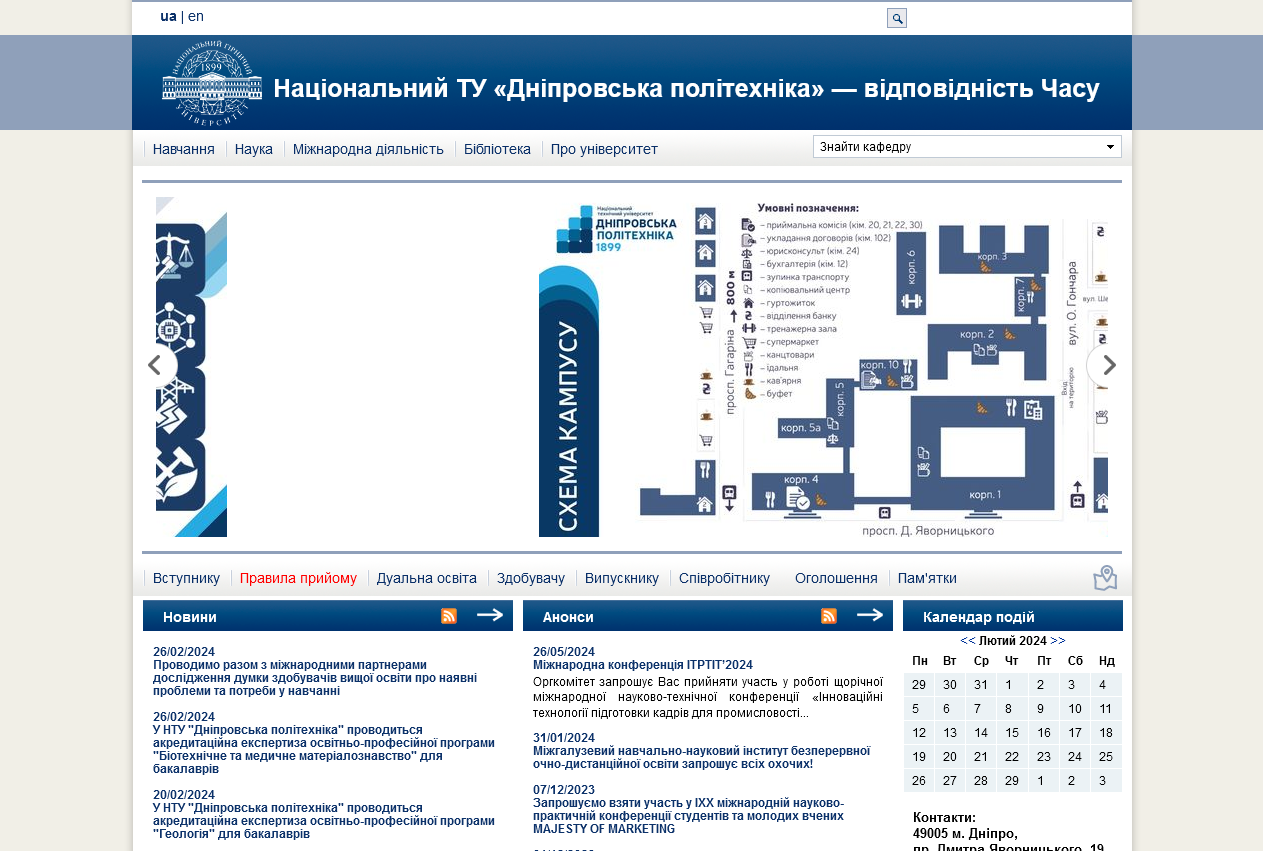 ua | en
НАЦІОНАЛЬНИЙ ГІРНИЧИЙ
1899
УНІВЕРСИТЕТ
Національний ТУ «Дніпровська політехніка» — відповідність Часу
Навчання
Наука
Міжнародна діяльність
Бібліотека
Про університет
Знайти кафедру
Національний
технічний університет
ДНІПРОВСЬКА
ПОЛІТЕХНІКА
1899
СХЕМА КАМПУСУ
Умовні позначення:
– приймальна комісія (кім. 20, 21, 22, 30)
– укладання договорів (кім. 102)
– юрисконсульт (кім. 24)
– бухгалтерія (кім. 12)
– зупинка транспорту
– копіювальний центр
– гуртожиток
– відділення банку
– тренажерна зала
– супермаркет
– канцтовари
– їдальня
– кав'ярня
– буфет
просп. Гагаріна
800 м
корп. 6
корп. 3
корп. 7
корп. 2
корп. 10
корп. 5
корп. 5а
корп. 4
корп. 1
вул. О. Гончара
вул. Ше
Вхід
на територію
просп. Д. Яворницького
Вступнику
Правила прийому
Дуальна освіта
Здобувачу
Випускнику
Співробітнику
Оголошення
Пам'ятки
Новини
26/02/2024
Проводимо разом з міжнародними партнерами
дослідження думки здобувачів вищої освіти про наявні
проблеми та потреби у навчанні
26/02/2024
У НТУ "Дніпровська політехніка" проводиться
акредитаційна експертиза освітньо-професійної програми
"Біотехнічне та медичне матеріалознавство" для
бакалаврів
20/02/2024
У НТУ "Дніпровська політехніка" проводиться
акредитаційна експертиза освітньо-професійної програми
"Геологія" для бакалаврів
Анонси
26/05/2024
Міжнародна конференція ІТРТІТ’2024
Оргкомітет запрошує Вас прийняти участь у роботі щорічної
міжнародної науково-технічної конференції «Інноваційні
технології підготовки кадрів для промисловості...
31/01/2024
Міжгалузевий навчально-науковий інститут безперервної
очно-дистанційної освіти запрошує всіх охочих!
07/12/2023
Запрошуємо взяти участь у IXX міжнародній науково-
практичній конференції студентів та молодих вчених
MAJESTY OF MARKETING
Календар подій
<< Лютий 2024 >>
Пн Вт Ср Чт Пт Сб Нд
29 30 31 1 2 3 4
5 6 7 8 9 10 11
12 13 14 15 16 17 18
19 20 21 22 23 24 25
26 27 28 29 1 2 3
Контакти:
49005 м. Дніпро,
пр. Дмитра Яворницького, 19